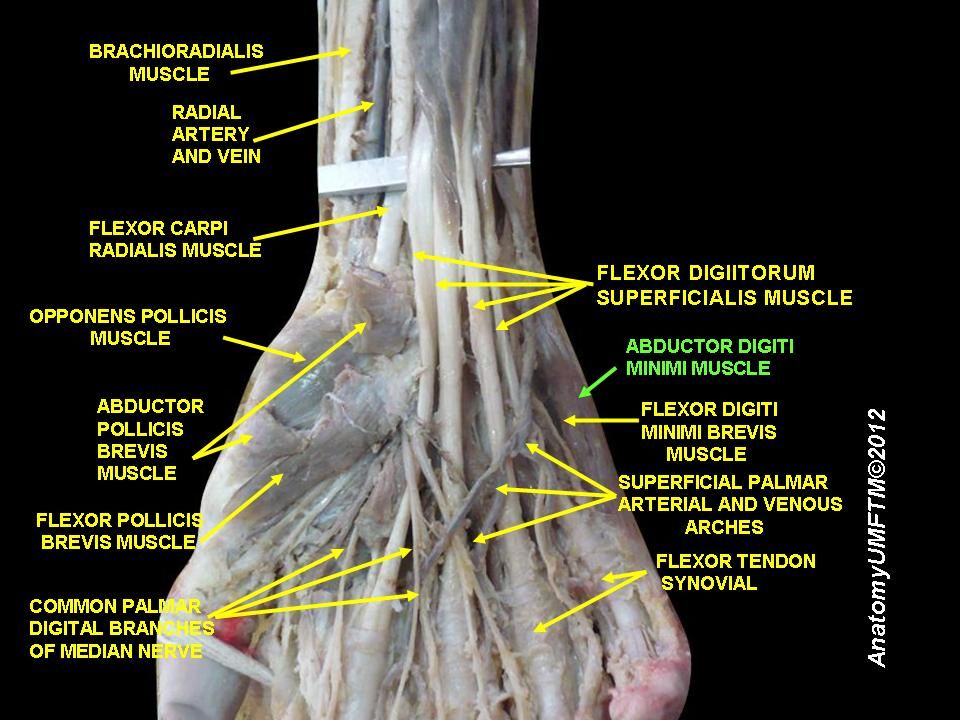 BRACHIORADIALIS
MUSCLE
RADIAL
ARTERY
AND VEIN
FLEXOR CARPI
RADIALIS MUSCLE
FLEXOR DIGIITORUM
SUPERFICIALIS MUSCLE
OPPONENS POLLICIS
MUSCLE
ABDUCTOR DIGITI
MINIMI MUSCLE
ABDUCTOR
POLLICIS
BREVIS
MUSCLE
FLEXOR DIGITI
MINIMI BREVIS
MUSCLE
SUPERFICIAL PALMAR
ARTERIAL AND VENOUS
ARCHES
FLEXOR POLLICIS
BREVIS MUSCLE
FLEXOR TENDON
SYNOVIAL
COMMON PALMAR
DIGITAL BRANCHES
OF MEDIAN NERVE
AnatomyUMFTM©2012